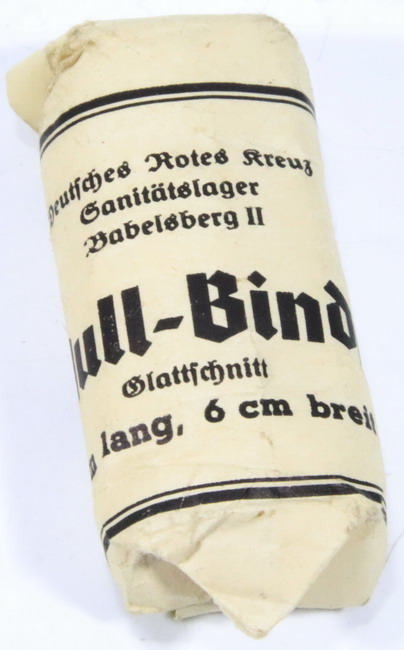 Deutsches Rotes Kreuz
Sanitätslager
Babelsberg II
ull-Bind
Glattschnitt
lang, 6 cm breit